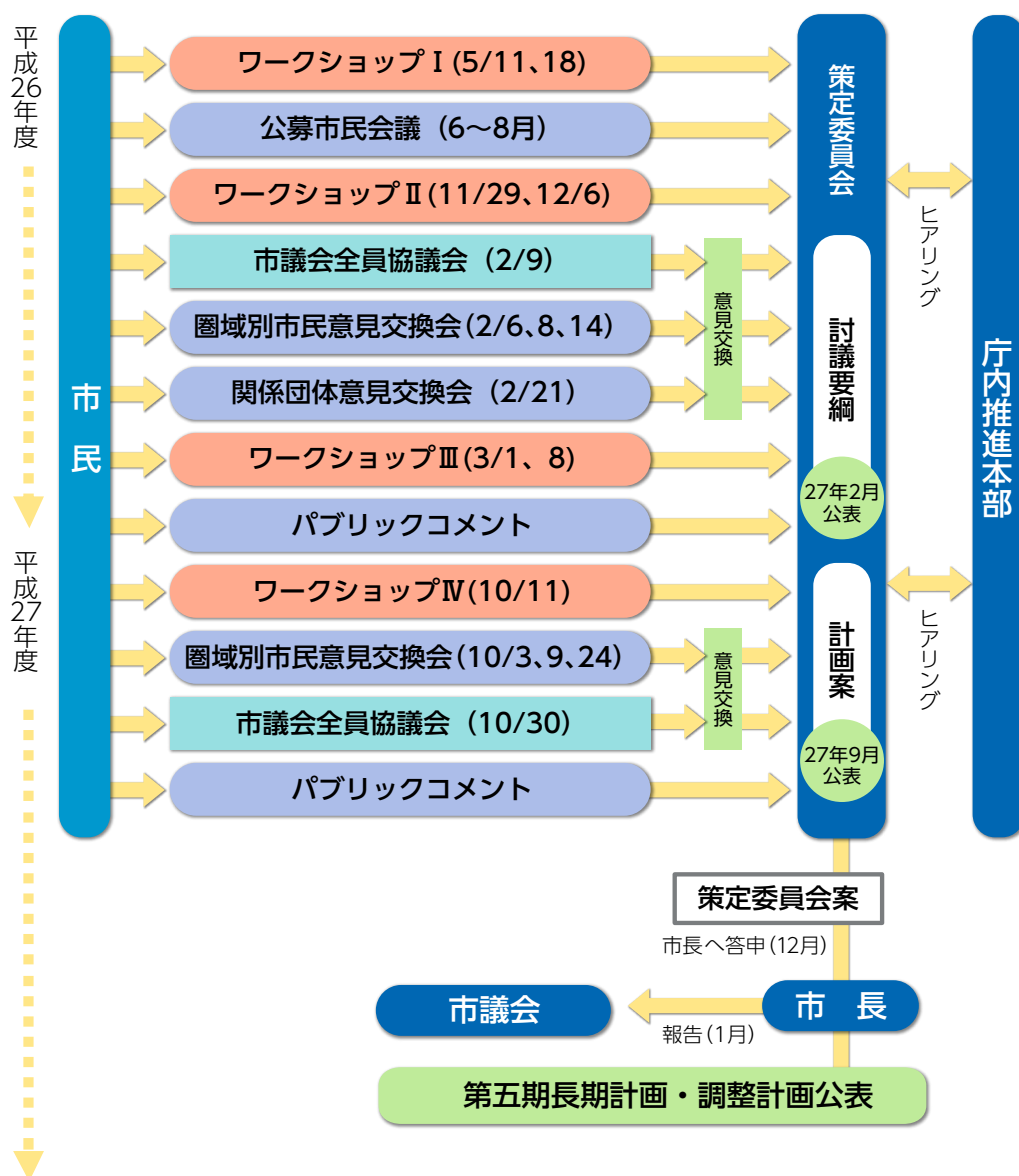 平成26年度
平成27年度
市民
ワークショップⅠ(5/11、18)
公募市民会議（6～8月）
ワークショップⅡ(11/29、12/6)
市議会全員協議会（2/9）
圏域別市民意見交換会(2/6、8、14)
関係団体意見交換会（2/21）
ワークショップⅢ(3/1、8)
パブリックコメント
ワークショップⅣ(10/11)
圏域別市民意見交換会(10/3、9、24)
市議会全員協議会（10/30）
パブリックコメント
意見交換
意見交換
策定委員会
討議要綱
27年2月
公表
計画案
27年9月
公表
ヒアリング
ヒアリング
庁内推進本部
策定委員会案
市長へ答申(12月)
市議会
市　長
報告(1月)
第五期長期計画・調整計画公表